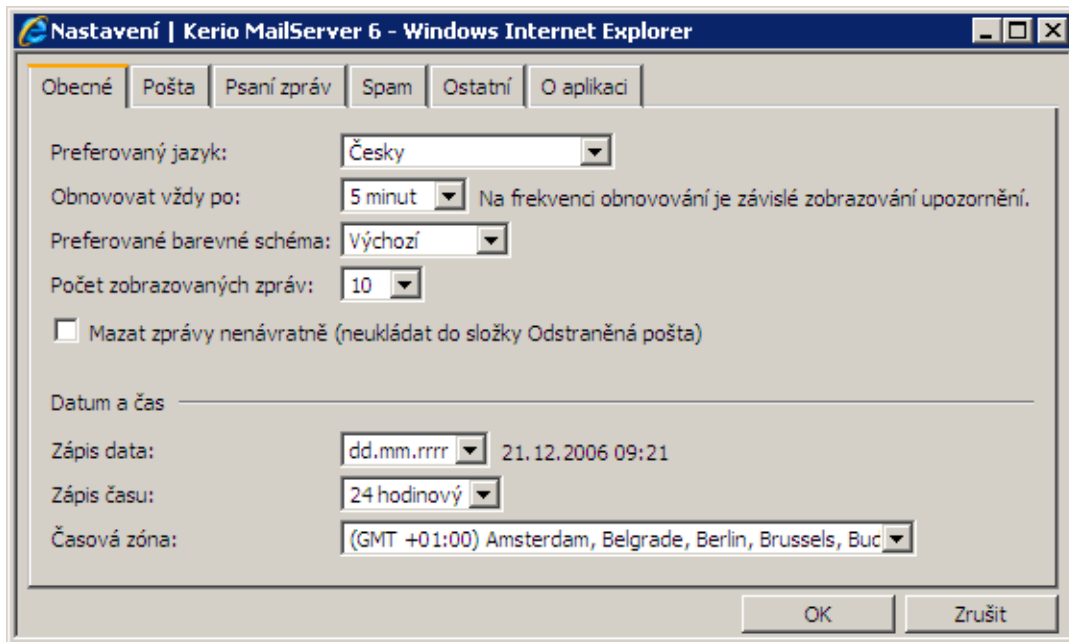 Nastavení | Kerio MailServer 6 - Windows Internet Explorer
Obecné Pošta Psaní zpráv Spam Ostatní O aplikaci
Preferovaný jazyk: Česky
Obnovovat vždy po: 5 minut Na frekvenci obnovování je závislé zobrazování upozornění.
Preferované barevné schéma: Výchozí
Počet zobrazovaných zpráv: 10
Mazat zprávy nenávratně (neukládat do složky Odstraněná pošta)
Datum a čas
Zápis data: dd.mm.rrrr 21.12.2006 09:21
Zápis času: 24 hodinový
Časová zóna: (GMT +01:00) Amsterdam, Belgrade, Berlin, Brussels, Buc
OK Zrušit